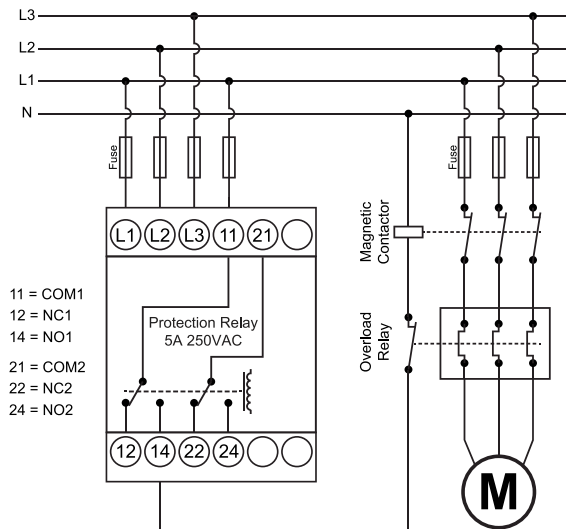 L3
L2
L1
N
Fuse
Fuse
L1 L2 L3 11 21
Magnetic
Contactor
11 = COM1
12 = NC1
14 = NO1
21 = COM2
22 = NC2
24 = NO2
Protection Relay
5A 250VAC
Overload
Relay
12 14 22 24
M